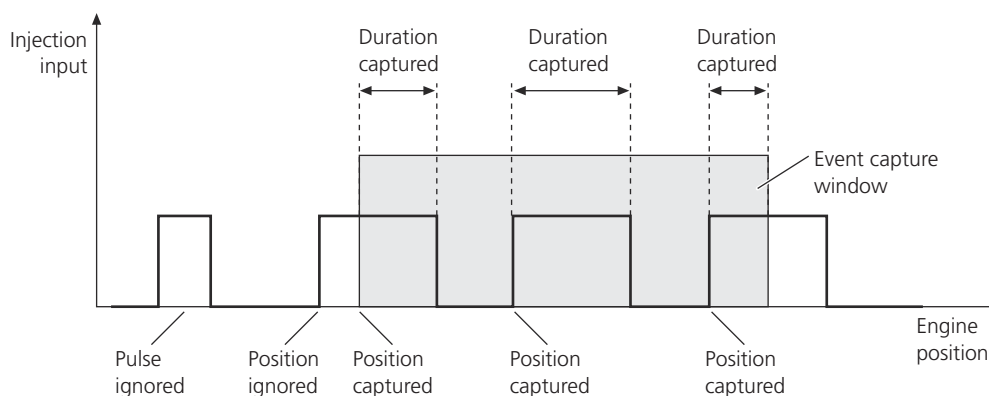 Injection
input
Duration
captured
Duration
captured
Duration
captured
Event capture
window
Engine
position
Pulse
ignored
Position
ignored
Position
captured
Position
captured
Position
captured